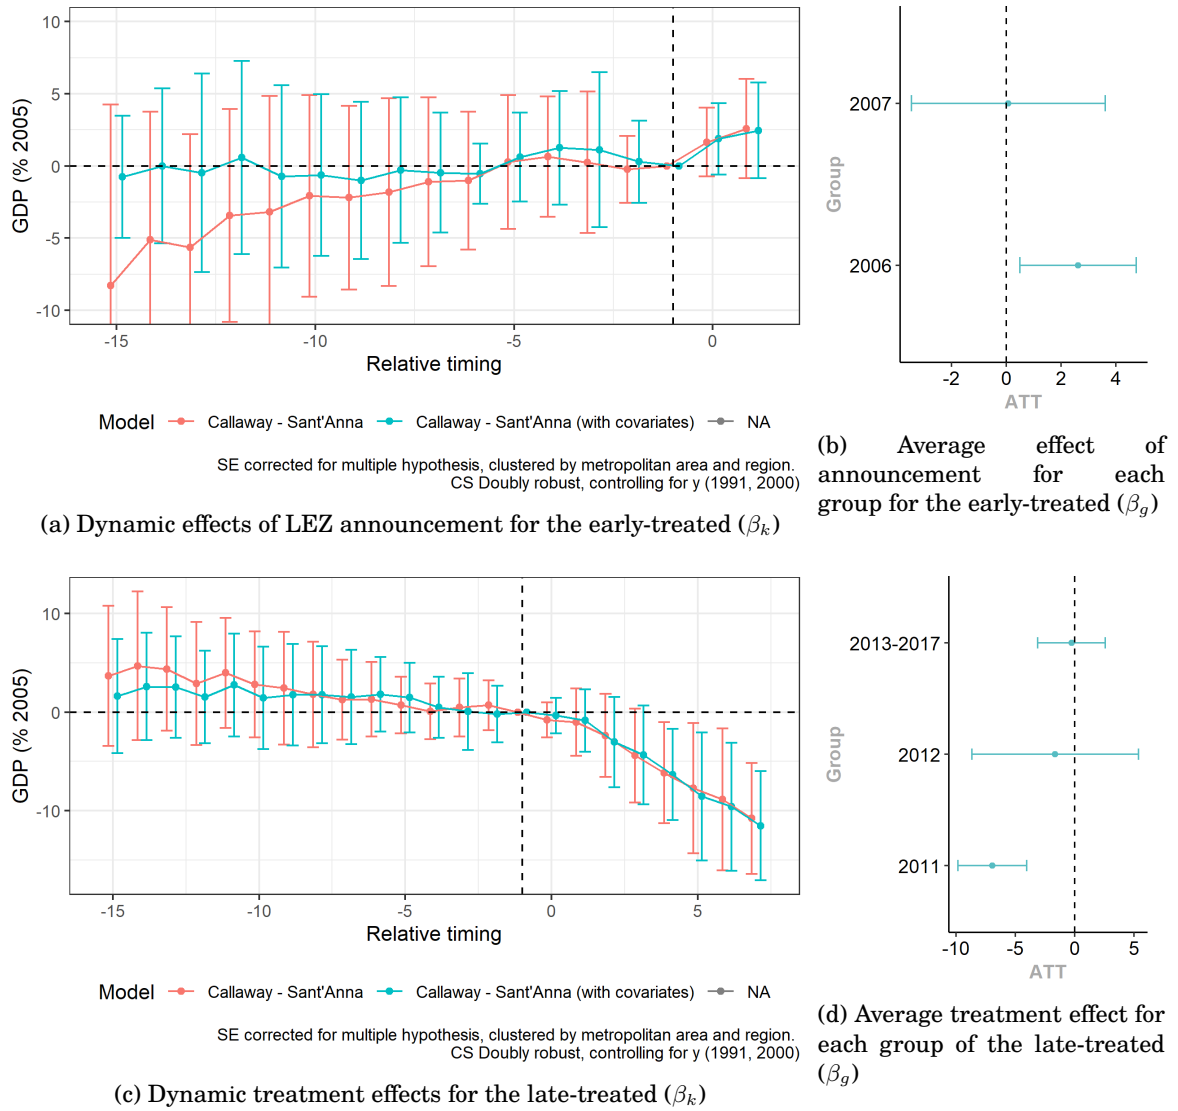 10
5
0
-5
-10
GDP (% 2005)
-15
-10
-5
0
Relative timing
Model
Callaway - Sant'Anna
Callaway - Sant'Anna (with covariates)
NA
SE corrected for multiple hypothesis, clustered by metropolitan area and region.
CS Doubly robust, controlling for y (1991, 2000)
(a) Dynamic effects of LEZ announcement for the early-treated (βk)
2007
2006
Group
-2
0
2
4
ATT
(b) Average effect of
announcement for each
group for the early-treated (βg)
10
0
-10
GDP (% 2005)
-15
-10
-5
0
5
Relative timing
Model
Callaway - Sant'Anna
Callaway - Sant'Anna (with covariates)
NA
SE corrected for multiple hypothesis, clustered by metropolitan area and region.
CS Doubly robust, controlling for y (1991, 2000)
(c) Dynamic treatment effects for the late-treated (βk)
2013-2017
2012
2011
Group
-10
-5
0
5
ATT
(d) Average treatment effect for
each group of the late-treated
(βg)